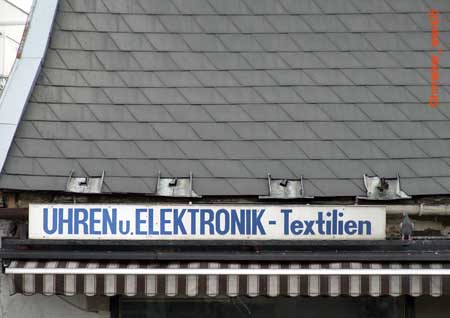 UHREN u. ELEKTRONIK - Textilien